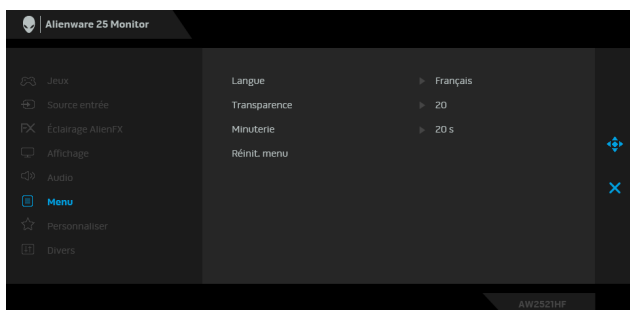 Alienware 25 Monitor
Jeux
Source entrée
FX Éclairage AlienFX
Affichage
Audio
Menu
Personnaliser
Divers
Langue Français
Transparence 20
Minuterie 20 s
Réinit. menu
AW2521HF